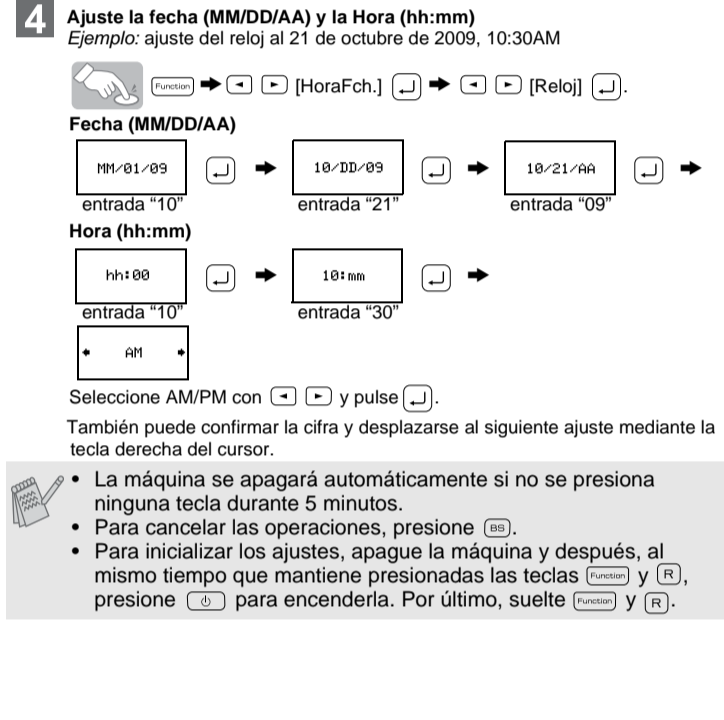 4 Ajuste la fecha (MM/DD/AA) y la Hora (hh:mm)
Ejemplo: ajuste del reloj al 21 de octubre de 2009, 10:30AM
Function [HoraFch.] [Reloj] .
Fecha (MM/DD/AA)
MM/01/09 10/DD/09 10/21/AA
entrada “10” entrada “21” entrada “09”
Hora (hh:mm)
hh:00 10:mm
entrada “10” entrada “30”
AM
Seleccione AM/PM con y pulse .
También puede confirmar la cifra y desplazarse al siguiente ajuste mediante la
tecla derecha del cursor.
• La máquina se apagará automáticamente si no se presiona
ninguna tecla durante 5 minutos.
• Para cancelar las operaciones, presione BS.
• Para inicializar los ajustes, apague la máquina y después, al
mismo tiempo que mantiene presionadas las teclas Function y R,
presione para encenderla. Por último, suelte Function y R.